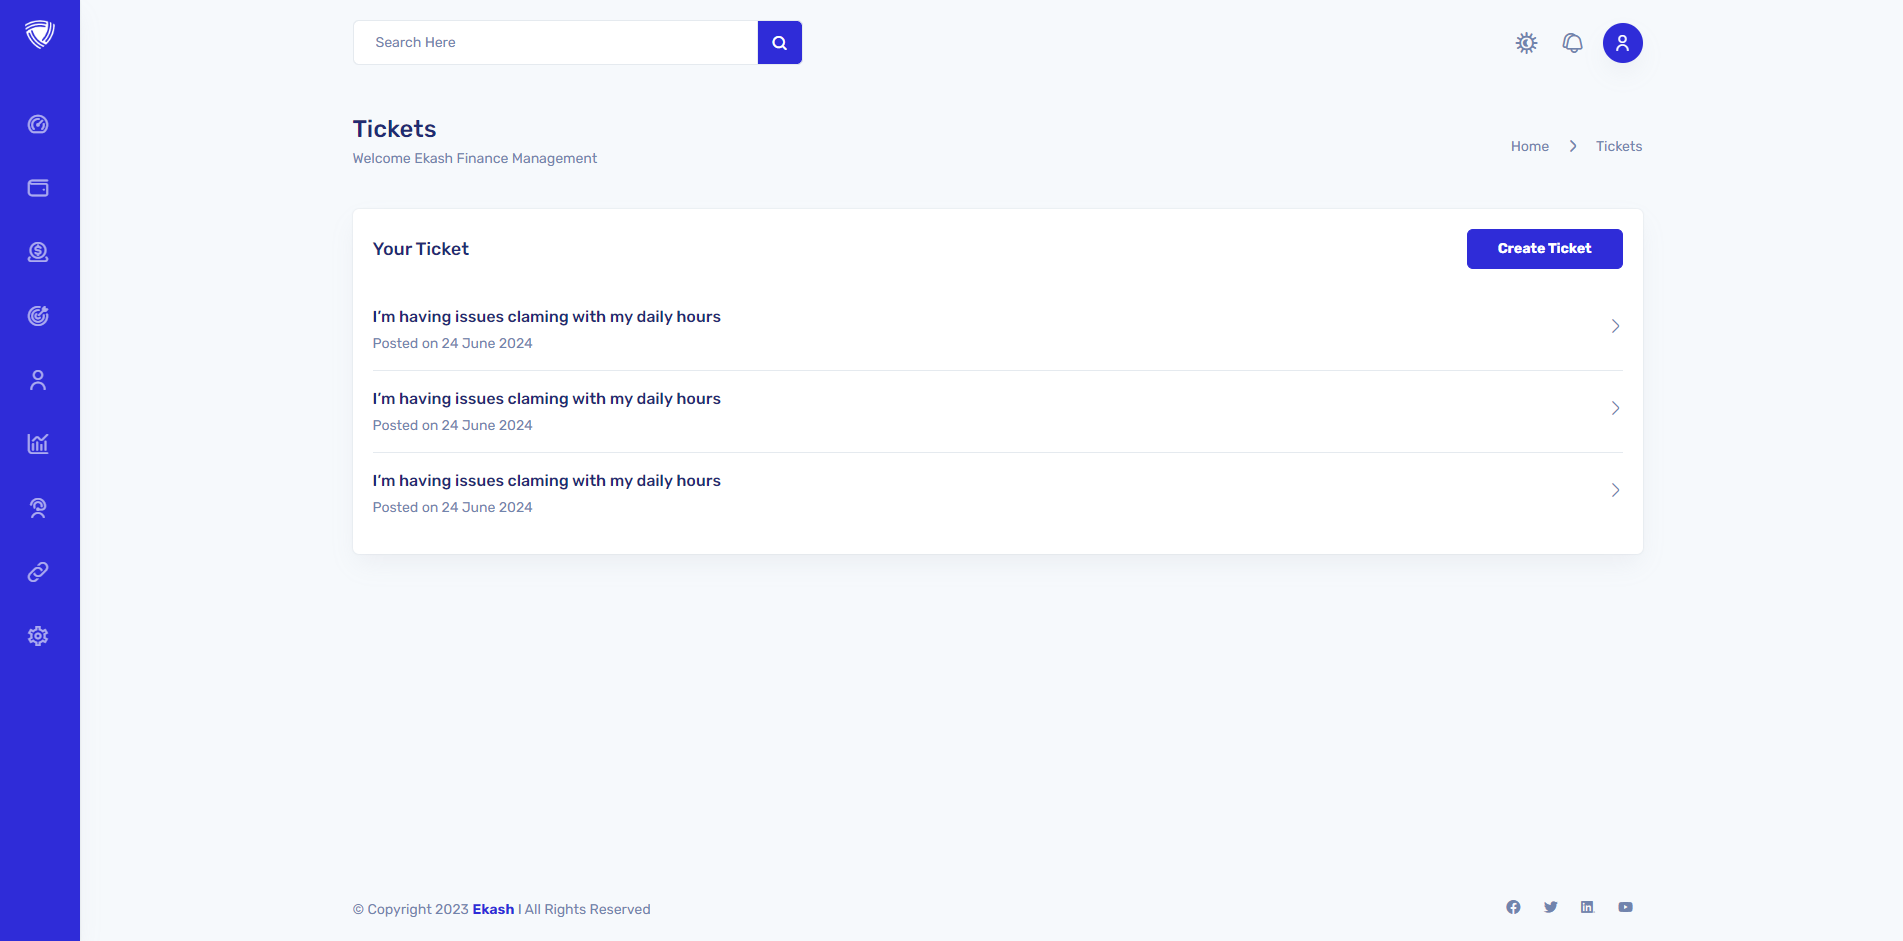 Search Here
Tickets
Welcome Ekash Finance Management
Home
Tickets
Your Ticket
Create Ticket
I’m having issues claming with my daily hours
Posted on 24 June 2024
I’m having issues claming with my daily hours
Posted on 24 June 2024
I’m having issues claming with my daily hours
Posted on 24 June 2024
© Copyright 2023 Ekash I All Rights Reserved